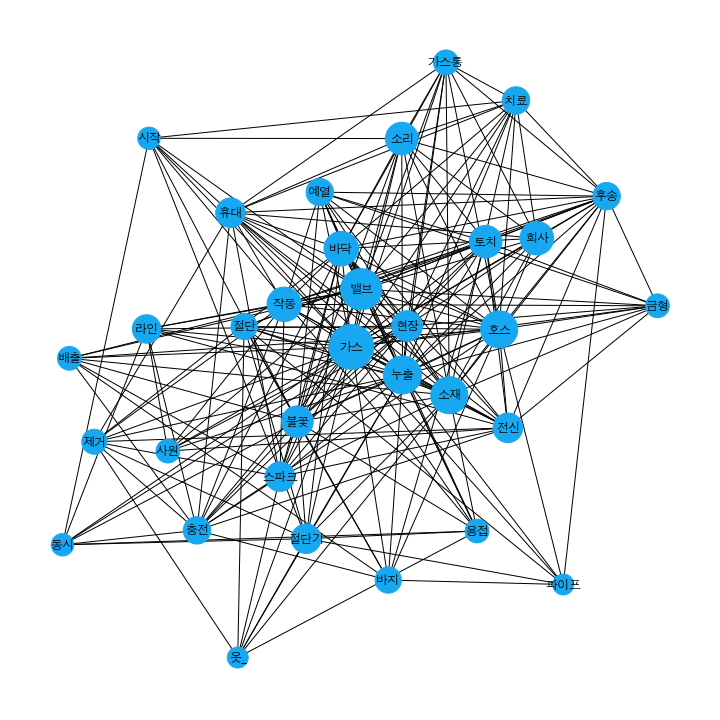 가스통
치료
시작
소리
예열
후송
휴대
토치
회사
바닥
밸브
작동
금형
라인
절단
현장
호스
가스
배출
누출
소재
불꽃
전신
제거
사원
스파크
충전
용접
절단기
동시
바지
파이프
옷_